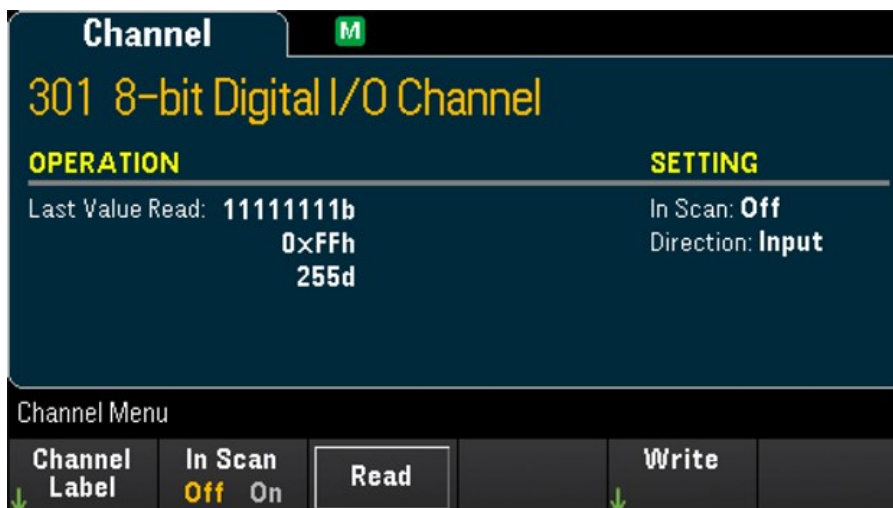 Channel M
301 8-bit Digital I/O Channel
OPERATION SETTING
Last Value Read: 11111111b In Scan: Off
0xFFh Direction: Input
255d
Channel Menu
Channel Label In Scan Off On Read Write